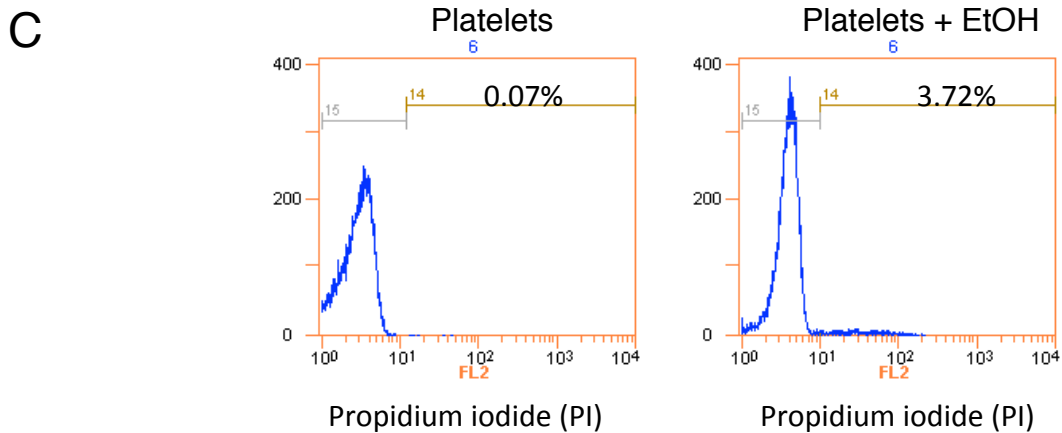 C
Platelets
6
400
200
0
15
14
0.07%
10⁰ 10¹ 10² 10³ 10⁴
FL2
Propidium iodide (PI)
Platelets + EtOH
6
400
200
0
15
14
3.72%
10⁰ 10¹ 10² 10³ 10⁴
FL2
Propidium iodide (PI)